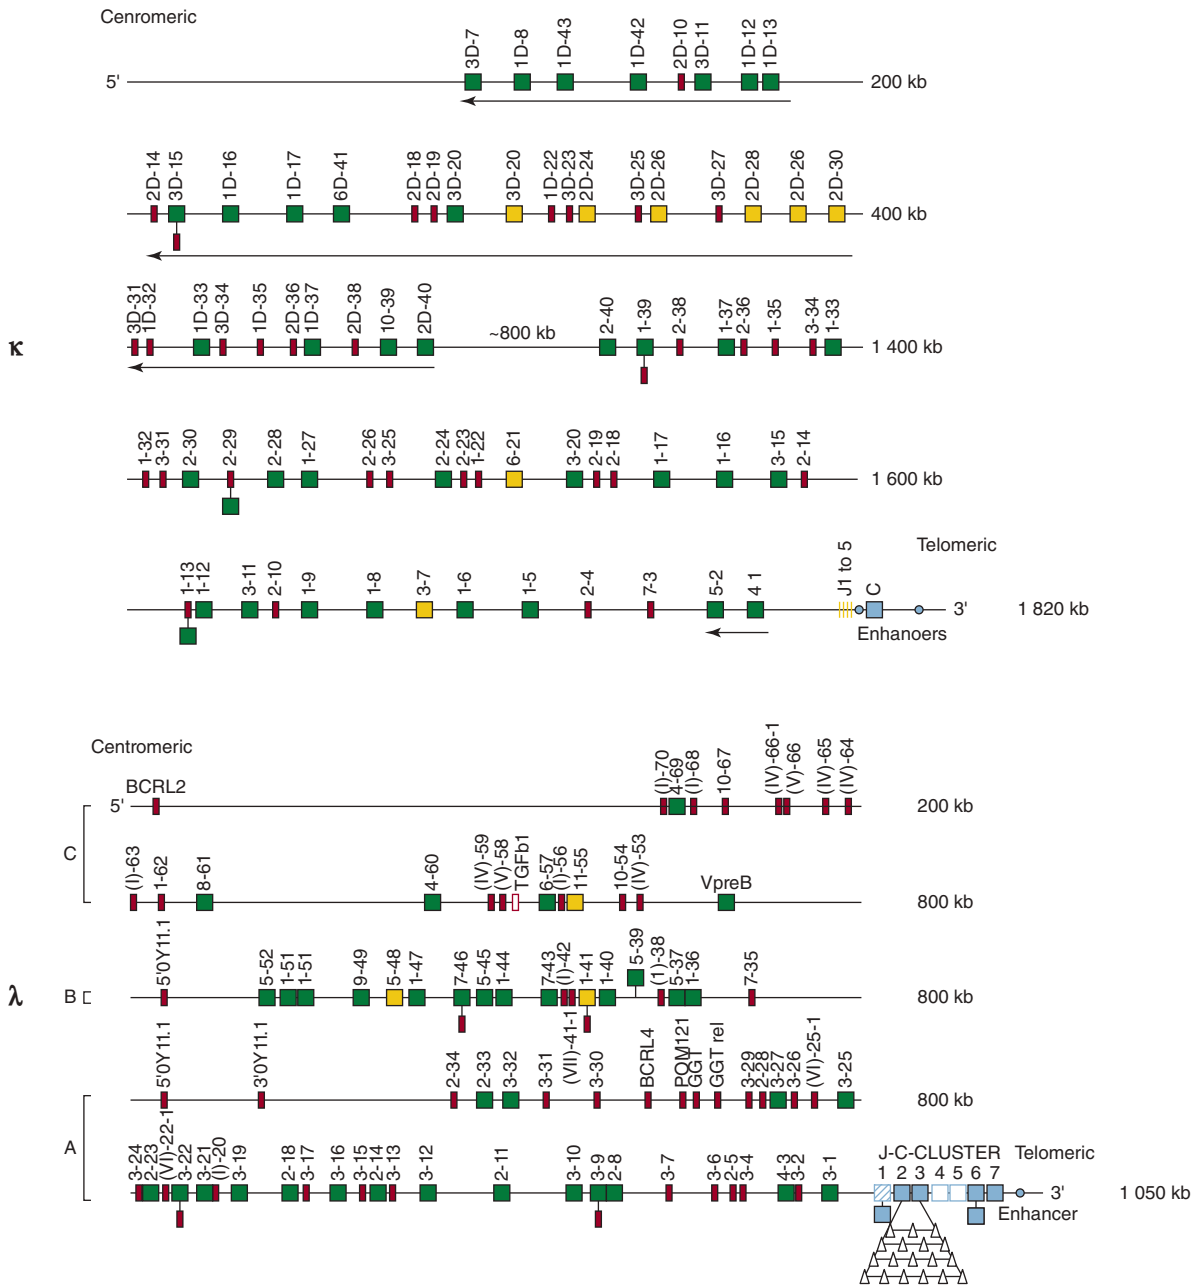 Cenromeric
3D-7 1D-8 1D-43 1D-42 2D-10 3D-11 1D-12 1D-13
5' 200 kb
2D-14 3D-15 1D-16 1D-17 6D-41 2D-18 2D-19 3D-20 3D-20 1D-22 3D-23 2D-24 3D-25 2D-26 3D-27 2D-28 2D-26 2D-30
400 kb
3D-31 1D-32 1D-33 3D-34 1D-35 2D-36 1D-37 2D-38 10-39 2D-40 ~800 kb 2-40 1-39 2-38 1-37 2-36 1-35 3-34 1-33
κ 1 400 kb
1-32 3-31 2-30 2-29 2-28 1-27 2-26 3-25 2-24 2-23 1-22 6-21 3-20 2-19 2-18 1-17 1-16 3-15 2-14
1 600 kb
Telomeric
1-13 1-12 3-11 2-10 1-9 1-8 3-7 1-6 1-5 2-4 7-3 5-2 4 1 J1 to 5 C
3' 1 820 kb
Enhanoers
Centromeric
BCRL2 (I)-70 4-69 (I)-68 10-67 (IV)-66-1 (V)-66 (IV)-65 (IV)-64
5' 200 kb
C
(I)-63 1-62 8-61 4-60 (IV)-59 (V)-58 TGFb1 6-57 (I)-56 11-55 10-54 (IV)-53 VpreB
800 kb
5'0Y11.1 5-52 1-51 1-51 9-49 5-48 1-47 7-46 5-45 1-44 7-43 (I)-42 (VII)-41-1 1-41 1-40 5-39 (1)-38 5-37 1-36 7-35
λ B 800 kb
5'0Y11.1 3'0Y11.1 2-34 2-33 3-32 3-31 3-30 BCRL4 POM121 GGT GGT rel 3-29 2-28 3-27 3-26 (VI)-25-1 3-25
800 kb
A
3-24 2-23 (VI)-22-1 3-22 3-21 (I)-20 3-19 2-18 3-17 3-16 3-15 2-14 3-13 3-12 2-11 3-10 3-9 2-8 3-7 3-6 2-5 3-4 4-3 3-2 3-1
J-C-CLUSTER Telomeric
1 2 3 4 5 6 7
3' 1 050 kb
Enhancer